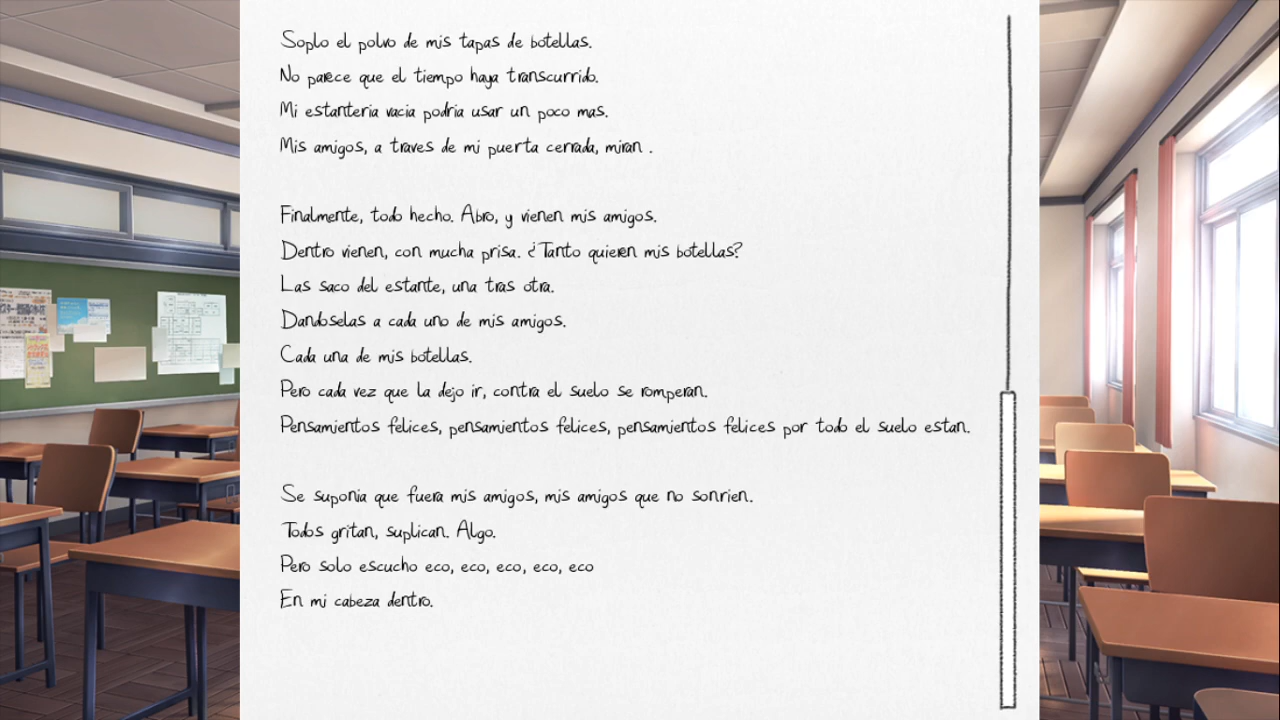 Soplo el polvo de mis tapas de botellas.
No parece que el tiempo haya transcurrido.
Mi estanteria vacia podria usar un poco mas.
Mis amigos, a traves de mi puerta cerrada, miran .
Finalmente, todo hecho. Abro, y vienen mis amigos.
Dentro vienen, con mucha prisa. ¿Tanto quieren mis botellas?
Las saco del estante, una tras otra.
Dandoselas a cada uno de mis amigos.
Cada una de mis botellas.
Pero cada vez que la dejo ir, contra el suelo se romperan.
Pensamientos felices, pensamientos felices, pensamientos felices por todo el suelo estan.
Se suponia que fuera mis amigos, mis amigos que no sonrien.
Todos gritan, suplican. Algo.
Pero solo escucho eco, eco, eco, eco, eco
En mi cabeza dentro.